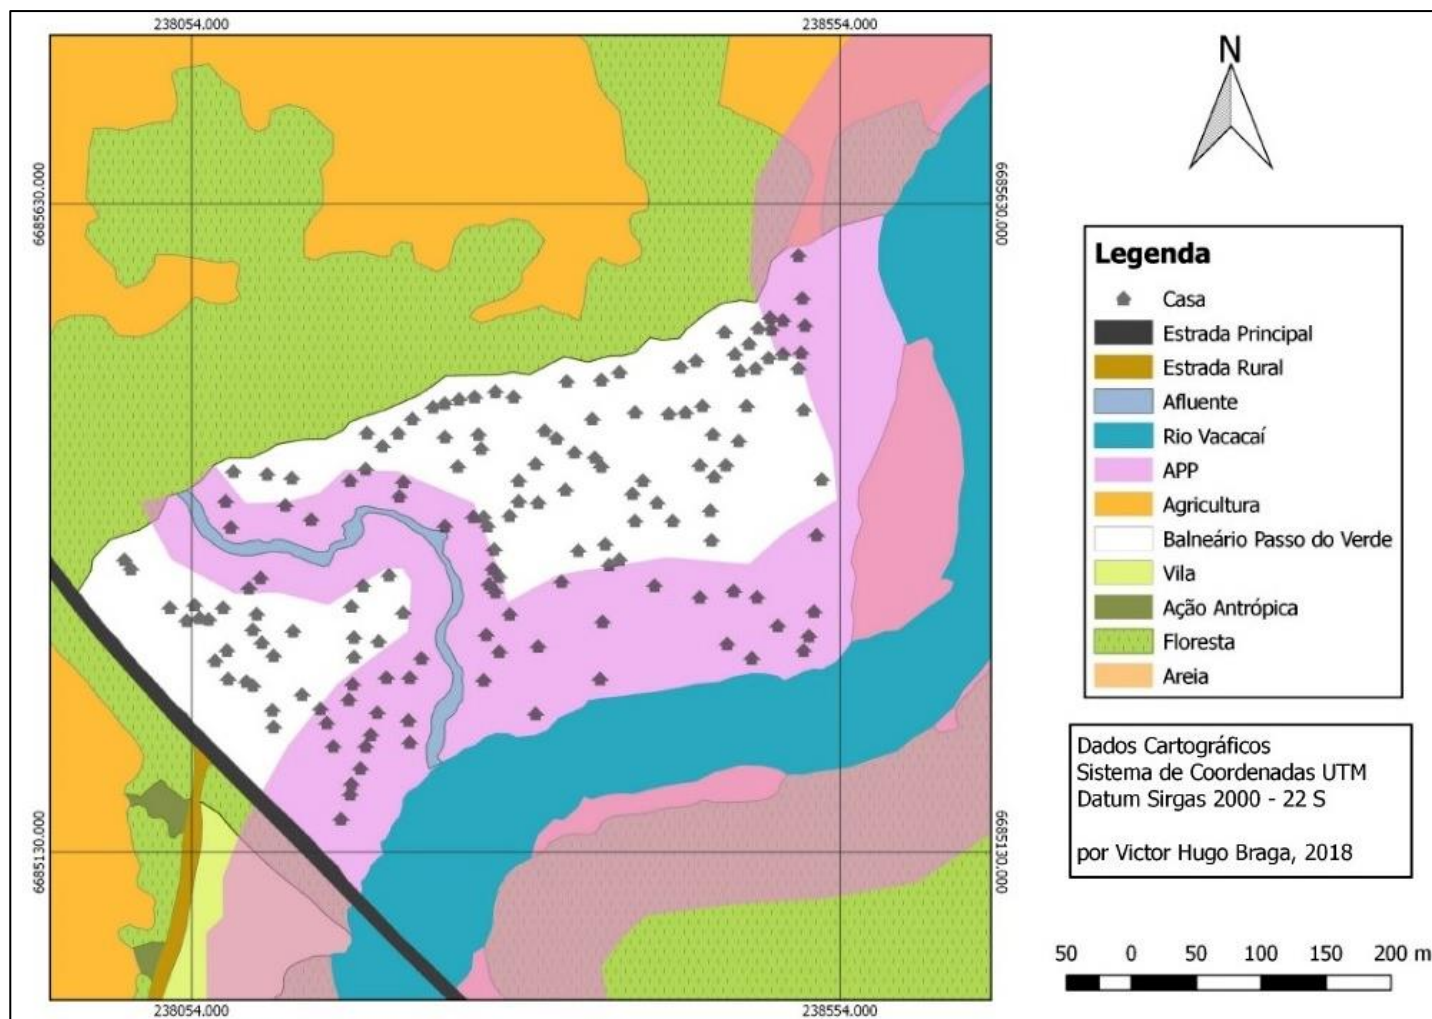 238054.000
238554.000
N
6685630.000
6685630.000
Legenda
Casa
Estrada Principal
Estrada Rural
Afluente
Rio Vacacaí
APP
Agricultura
Balneário Passo do Verde
Vila
Ação Antrópica
Floresta
Areia
Dados Cartográficos
Sistema de Coordenadas UTM
Datum Sirgas 2000 - 22 S
por Victor Hugo Braga, 2018
6685130.000
6685130.000
50 0 50 100 150 200 m
238054.000
238554.000